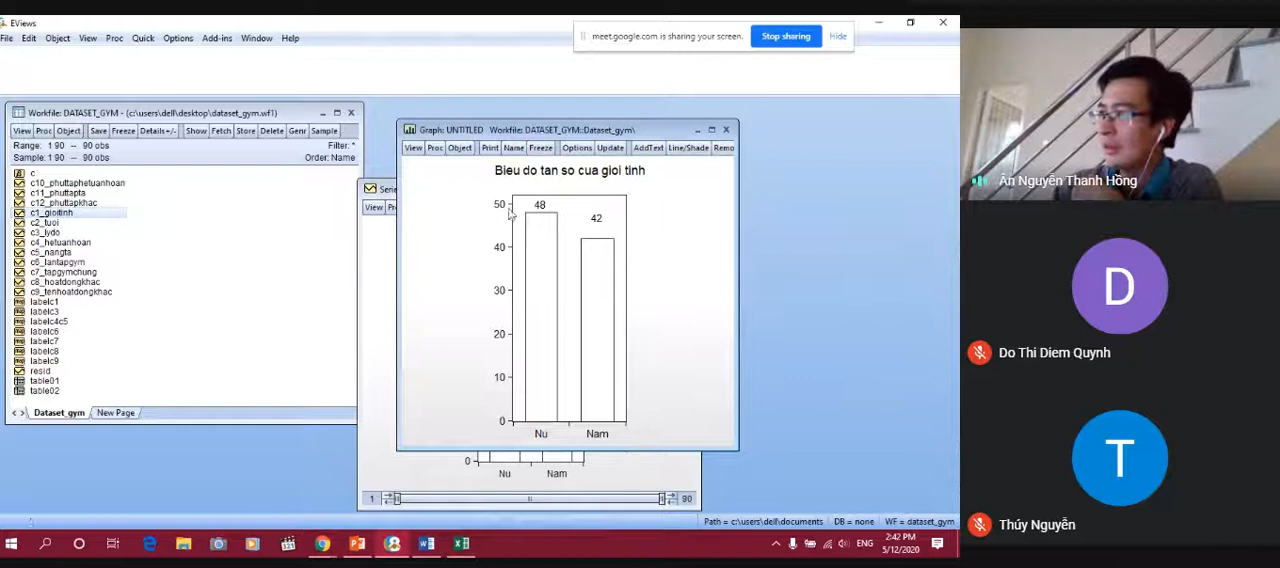 EViews
File Edit Object View Proc Quick Options Add-ins Window Help
meet.google.com is sharing your screen. Stop sharing Hide
Workfile: DATASET_GYM - (c:\users\dell\desktop\dataset_gym.wf1)
View Proc Object Save Freeze Details+/- Show Fetch Store Delete Genr Sample
Range: 1 90 -- 90 obs Filter: *
Sample: 1 90 -- 90 obs Order: Name
c
c10_phuttaphetuanhoan
c11_phuttapta
c12_phuttapkhac
c1_gioitinh
c2_tuoi
c3_lydo
c4_hetuanhoan
c5_nangta
c6_lantapgym
c7_tapgymchung
c8_hoatdongkhac
c9_tenhoatdongkhac
labelc1
labelc3
labelc4c5
labelc6
labelc7
labelc8
labelc9
resid
table01
table02
Dataset_gym New Page
Serie
View Pr
Graph: UNTITLED Workfile: DATASET_GYM::Dataset_gym\
View Proc Object Print Name Freeze Options Update AddText Line/Shade Remo
Bieu do tan so cua gioi tinh
50
40
30
20
10
0
48
42
Nu Nam
0
Nu Nam
1 90
Path = c:\users\dell\documents DB = none WF = dataset_gym
ENG
2:42 PM
5/12/2020
Ân Nguyễn Thanh Hồng
D
Do Thi Diem Quynh
T
Thúy Nguyễn